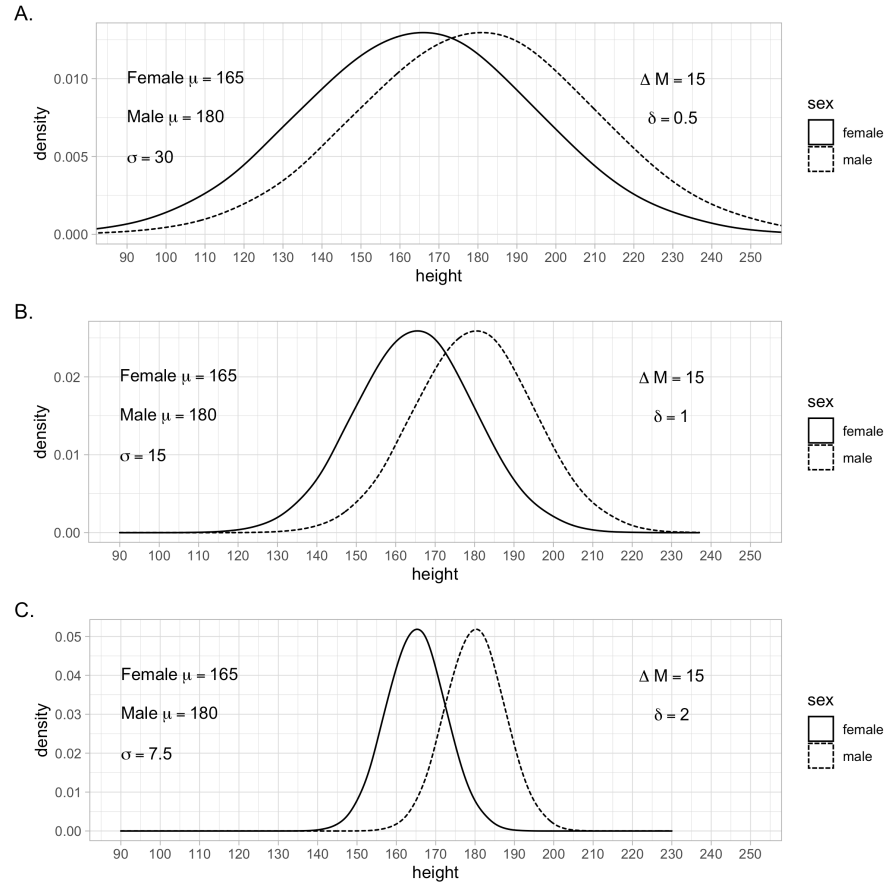 A.
0.010
0.005
0.000
density
Female μ = 165
Male μ = 180
σ = 30
Δ M = 15
δ = 0.5
sex
female
male
90 100 110 120 130 140 150 160 170 180 190 200 210 220 230 240 250
height
B.
0.02
0.01
0.00
density
Female μ = 165
Male μ = 180
σ = 15
Δ M = 15
δ = 1
sex
female
male
90 100 110 120 130 140 150 160 170 180 190 200 210 220 230 240 250
height
C.
0.05
0.04
0.03
0.02
0.01
0.00
density
Female μ = 165
Male μ = 180
σ = 7.5
Δ M = 15
δ = 2
sex
female
male
90 100 110 120 130 140 150 160 170 180 190 200 210 220 230 240 250
height